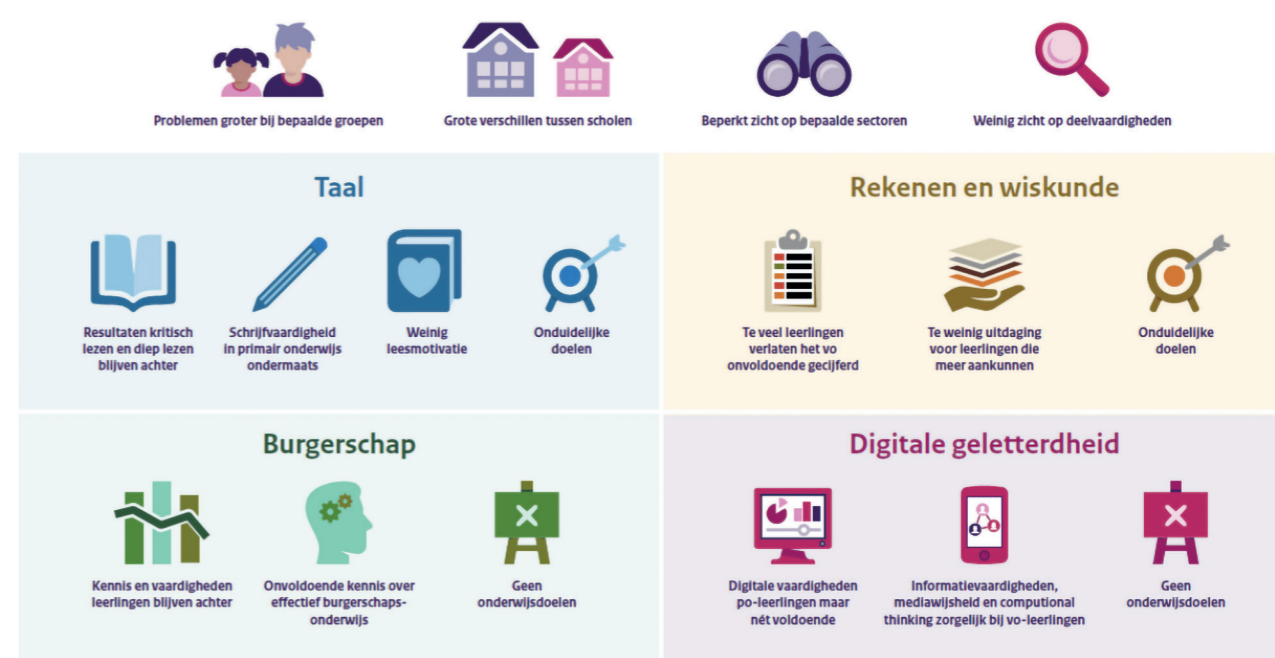 Problemen groter bij bepaalde groepen
Grote verschillen tussen scholen
Beperkt zicht op bepaalde sectoren
Weinig zicht op deelvaardigheden
Taal
Resultaten kritisch
lezen en diep lezen
blijven achter
Schrijfvaardigheid
in primair onderwijs
ondermaats
Weinig
leesmotivatie
Onduidelijke
doelen
Rekenen en wiskunde
Te veel leerlingen
verlaten het vo
onvoldoende gecijferd
Te weinig uitdaging
voor leerlingen die
meer aankunnen
Onduidelijke
doelen
Burgerschap
Kennis en vaardigheden
leerlingen blijven achter
Onvoldoende kennis over
effectief burgerschaps-
onderwijs
Geen
onderwijsdoelen
Digitale geletterdheid
Digitale vaardigheden
po-leerlingen maar
nét voldoende
Informatievaardigheden,
mediawijsheid en computional
thinking zorgelijk bij vo-leerlingen
Geen
onderwijsdoelen